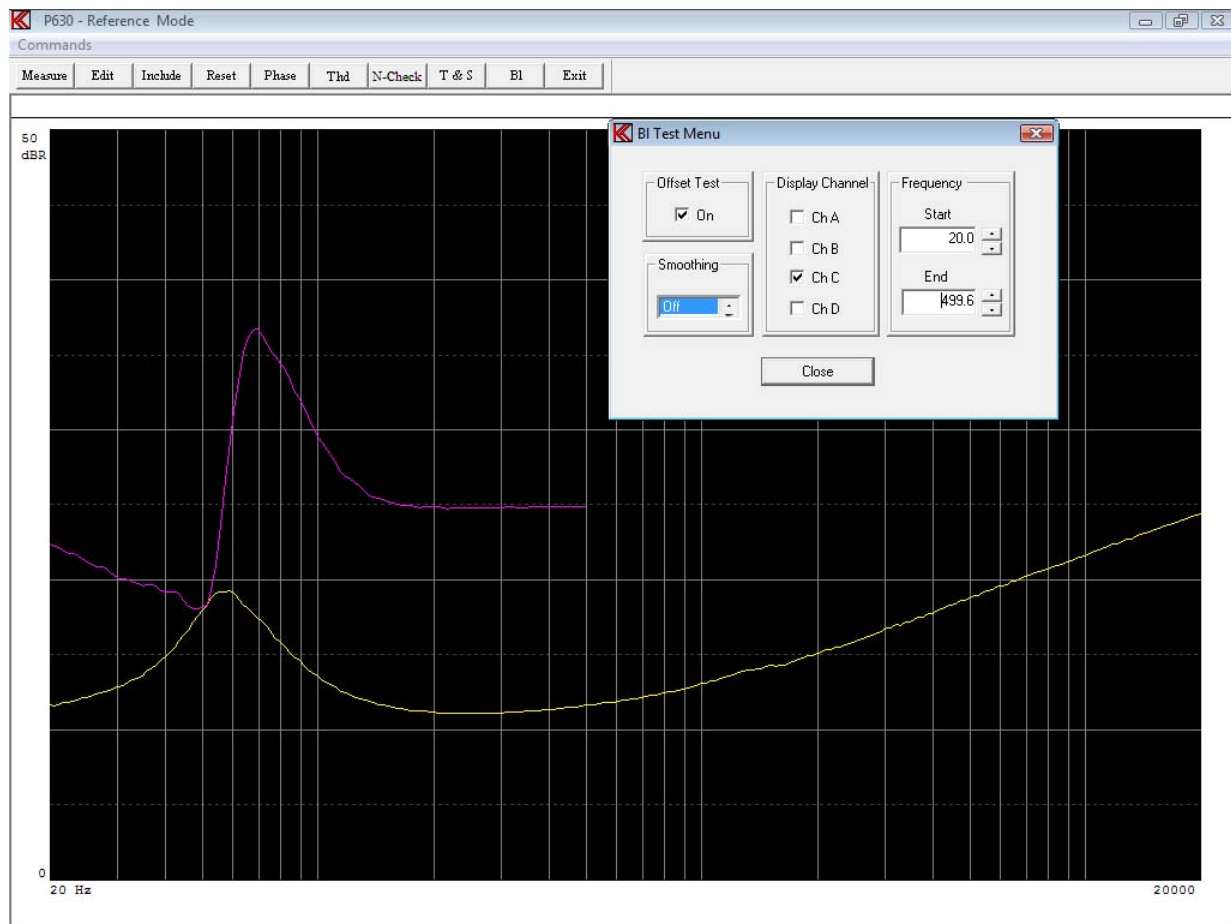 P630 - Reference Mode
Commands
Measure Edit Include Reset Phase Thd N-Check T & S Bl Exit
50
dBR
Bl Test Menu
Offset Test
On
Smoothing
Off
Display Channel
Ch A
Ch B
Ch C
Ch D
Frequency
Start
20.0
End
499.6
Close
0
20 Hz
20000